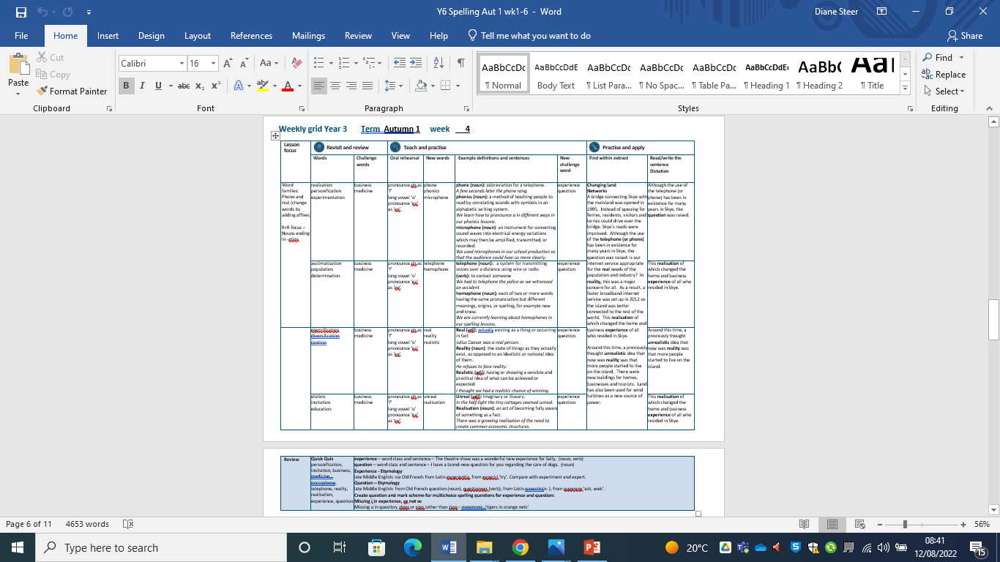 Y6 Spelling Aut 1 wk1-6 - Word
Diane Steer
File
Home
Insert
Design
Layout
References
Mailings
Review
View
Help
Tell me what you want to do
Share
Paste
Cut
Copy
Format Painter
Clipboard
Calibri
16
Font
Paragraph
AaBbCcDc
¶ Normal
AaBbCcDdE
Body Text
AaBbCcDc
¶ List Para...
AaBbCcDc
¶ No Spac...
AaBbCcDc
¶ Table Pa...
AaBbCcDdEe
¶ Heading 1
AaBbC
¶ Heading 2
Aal
¶ Title
Styles
Find
Replace
Select
Editing
Weekly grid Year 3 Term Autumn 1 week 4
Lesson
focus
Revisit and review
Teach and practise
Practise and apply
Words
Challenge
words
Oral rehearsal
New words
Example definitions and sentences
New
challenge
word
Find within extract
Read/write the
sentence
Dictation
Word
families:
Phone and
real (change
words by
adding affixes)
R+R focus –
Nouns ending
in -ation
realisation
personification
experimentation
business
medicine
pronounce ph as
'f'
long vowel 'o'
pronounce 'ea'
as 'ee'
phone
phonics
microphone
phone (noun): abbreviation for a telephone.
A few seconds later the phone rang.
phonics (noun): a method of teaching people to
read by correlating sounds with symbols in an
alphabetic writing system.
We learn how to pronounce a in different ways in
our phonics lessons.
microphone (noun): an instrument for converting
sound waves into electrical energy variations
which may then be amplified, transmitted, or
recorded.
We used microphones in our school production so
that the audience could hear us more clearly.
experience
question
Changing land
Networks
A bridge connecting Skye with
the mainland was opened in
1995. Instead of queuing for
ferries, residents, visitors and
lorries could drive over the
bridge. Skye's roads were
improved. Although the use
of the telephone (or phone)
has been in existence for
many years in Skye, the
question was raised: is our
internet service appropriate
for the real needs of the
population and industry? In
reality, this was a major
concern for all. As a result, a
faster broadband internet
service was set up in 2012 so
the island was better
connected to the rest of the
world. This realisation of
which changed the home and
business experience of all
who resided in Skye.
Around this time, a previously
thought unrealistic idea that
now was reality was that
more people started to live
on the island. There were
new buildings for homes,
businesses and tourists. Land
has also been used for wind
turbines as a new source of
power.
Although the use of
the telephone (or
phone) has been in
existence for many
years in Skye, the
question was raised.
acclimatisation
population
determination
business
medicine
pronounce ph as
'f'
long vowel 'o'
pronounce 'ea'
as 'ee'
telephone
homophone
telephone (noun): a system for transmitting
voices over a distance using wire or radio
(verb): to contact someone
We had to telephone the police as we witnessed
an accident.
homophone (noun): each of two or more words
having the same pronunciation but different
meanings, origins, or spelling, for example new
and knew.
We are currently learning about homophones in
our spelling lessons.
experience
question
This realisation of
which changed the
home and business
experience of all who
resided in Skye.
electrification
diversification
ovation
business
medicine
pronounce ph as
'f'
long vowel 'o'
pronounce 'ea'
as 'ee'
real
reality
realistic
Real (adj): actually existing as a thing or occurring
in fact
Julius Caesar was a real person.
Reality (noun): the state of things as they actually
exist, as opposed to an idealistic or notional idea
of them.
He refuses to face reality.
Realistic (adj): having or showing a sensible and
practical idea of what can be achieved or
expected.
I thought we had a realistic chance of winning.
experience
question
Around this time, a
previously thought
unrealistic idea that
now was reality was
that more people
started to live on the
island.
elation
invitation
education
business
medicine
pronounce ph as
'f'
long vowel 'o'
pronounce 'ea'
as 'ee'
unreal
realisation
Unreal (adj): imaginary or illusory.
In the half-light the tiny cottages seemed unreal.
Realisation (noun): an act of becoming fully aware
of something as a fact.
There was a growing realisation of the need to
create common economic structures.
experience
question
This realisation of
which changed the
home and business
experience of all who
resided in Skye.
Review
Quick Quiz
personification,
invitation, business,
medicine,
microphone,
telephone, reality,
realisation,
experience, question
experience – word class and sentence – The theatre show was a wonderful new experience for Sally. (noun, verb)
question – word class and sentence – I have a brand-new question for you regarding the care of dogs. (noun)
Experience - Etymology
late Middle English: via Old French from Latin experientia, from experiri 'try'. Compare with experiment and expert.
Question – Etymology
late Middle English: from Old French question (noun), questionner (verb), from Latin quaestio(n- ), from quaerere 'ask, seek'.
Create question and mark scheme for multichoice spelling questions for experience and question:
Missing i in experience, en not se
Missing u in question, shon or sion rather than tion – mnemonic 'tigers in orange nets'
Page 6 of 11
4653 words
56%
Type here to search
20°C
08:41
12/08/2022
15